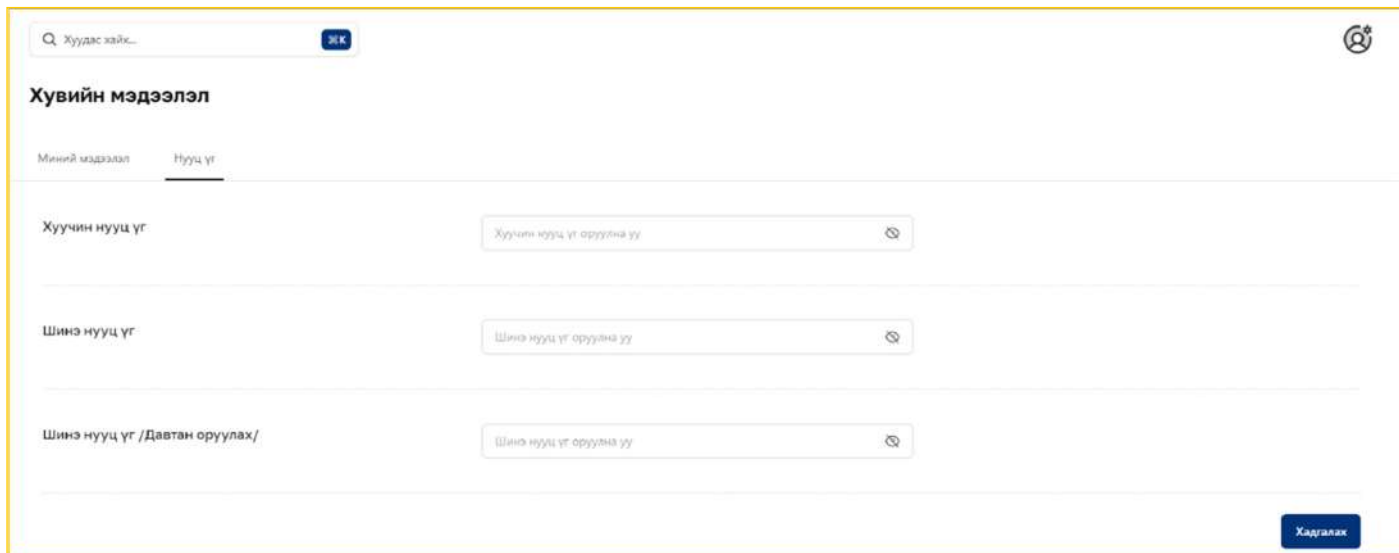 Хуудас хайх...
⌘K
Хувийн мэдээлэл
Миний мэдээлэл
Нууц үг
Хуучин нууц үг
Хуучин нууц үг оруулна уу
Шинэ нууц үг
Шинэ нууц үг оруулна уу
Шинэ нууц үг /Давтан оруулах/
Шинэ нууц үг оруулна уу
Хадгалах